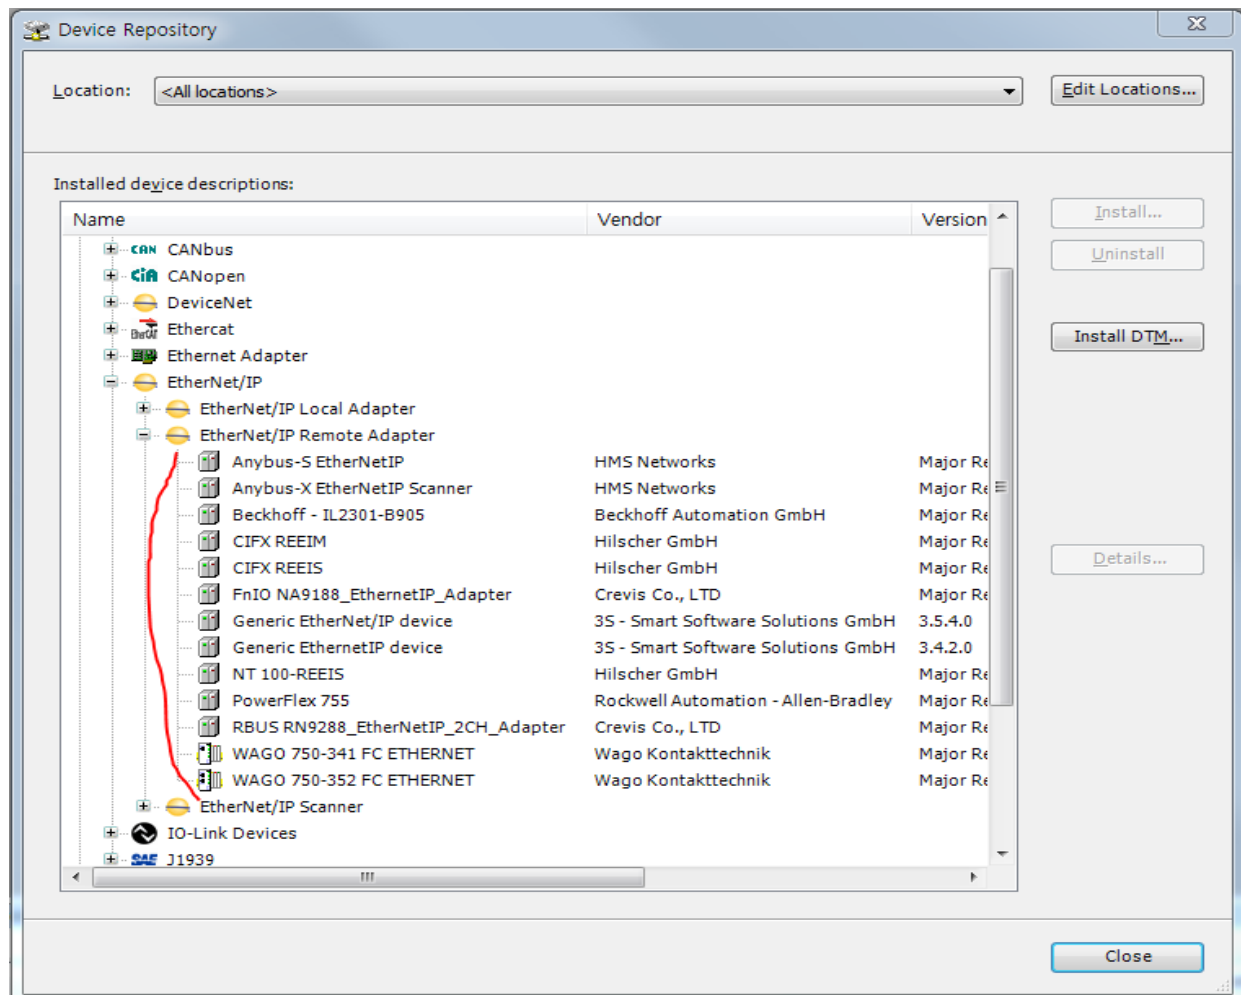 Device Repository
Location: <All locations> Edit Locations...
Installed device descriptions:
Name Vendor Version
Install...
CAN CANbus
Uninstall
CiA CANopen
DeviceNet
EtherCAT Ethercat
Install DTM...
Ethernet Adapter
EtherNet/IP
EtherNet/IP Local Adapter
EtherNet/IP Remote Adapter
Anybus-S EtherNetIP HMS Networks Major Re
Anybus-X EtherNetIP Scanner HMS Networks Major Re
Beckhoff - IL2301-B905 Beckhoff Automation GmbH Major Re
CIFX REEIM Hilscher GmbH Major Re
CIFX REEIS Hilscher GmbH Major Re
Details...
FnIO NA9188_EthernetIP_Adapter Crevis Co., LTD Major Re
Generic EtherNet/IP device 3S - Smart Software Solutions GmbH 3.5.4.0
Generic EthernetIP device 3S - Smart Software Solutions GmbH 3.4.2.0
NT 100-REEIS Hilscher GmbH Major Re
PowerFlex 755 Rockwell Automation - Allen-Bradley Major Re
RBUS RN9288_EtherNetIP_2CH_Adapter Crevis Co., LTD Major Re
WAGO 750-341 FC ETHERNET Wago Kontakttechnik Major Re
WAGO 750-352 FC ETHERNET Wago Kontakttechnik Major Re
EtherNet/IP Scanner
IO-Link Devices
SAE J1939
Close